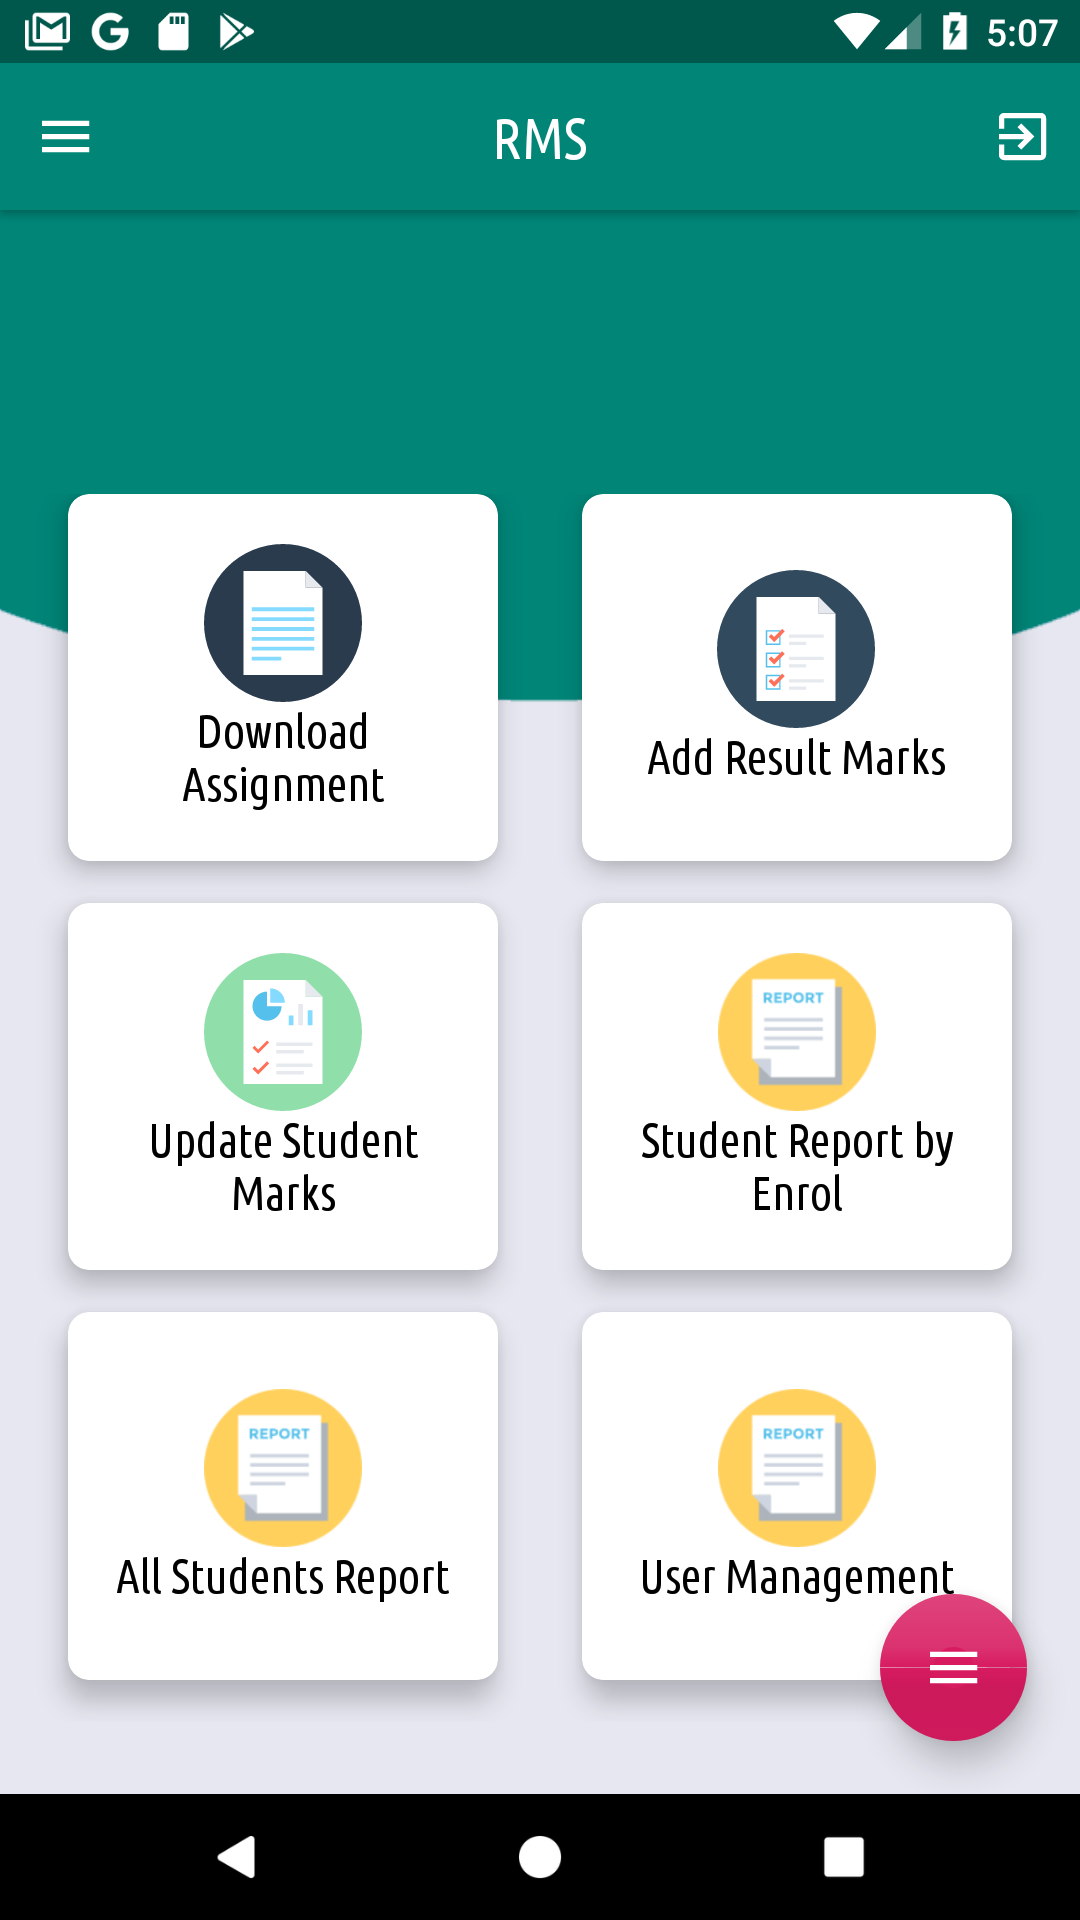 5:07
RMS
Download
Assignment
Add Result Marks
Update Student
Marks
REPORT
Student Report by
Enrol
REPORT
All Students Report
REPORT
User Management